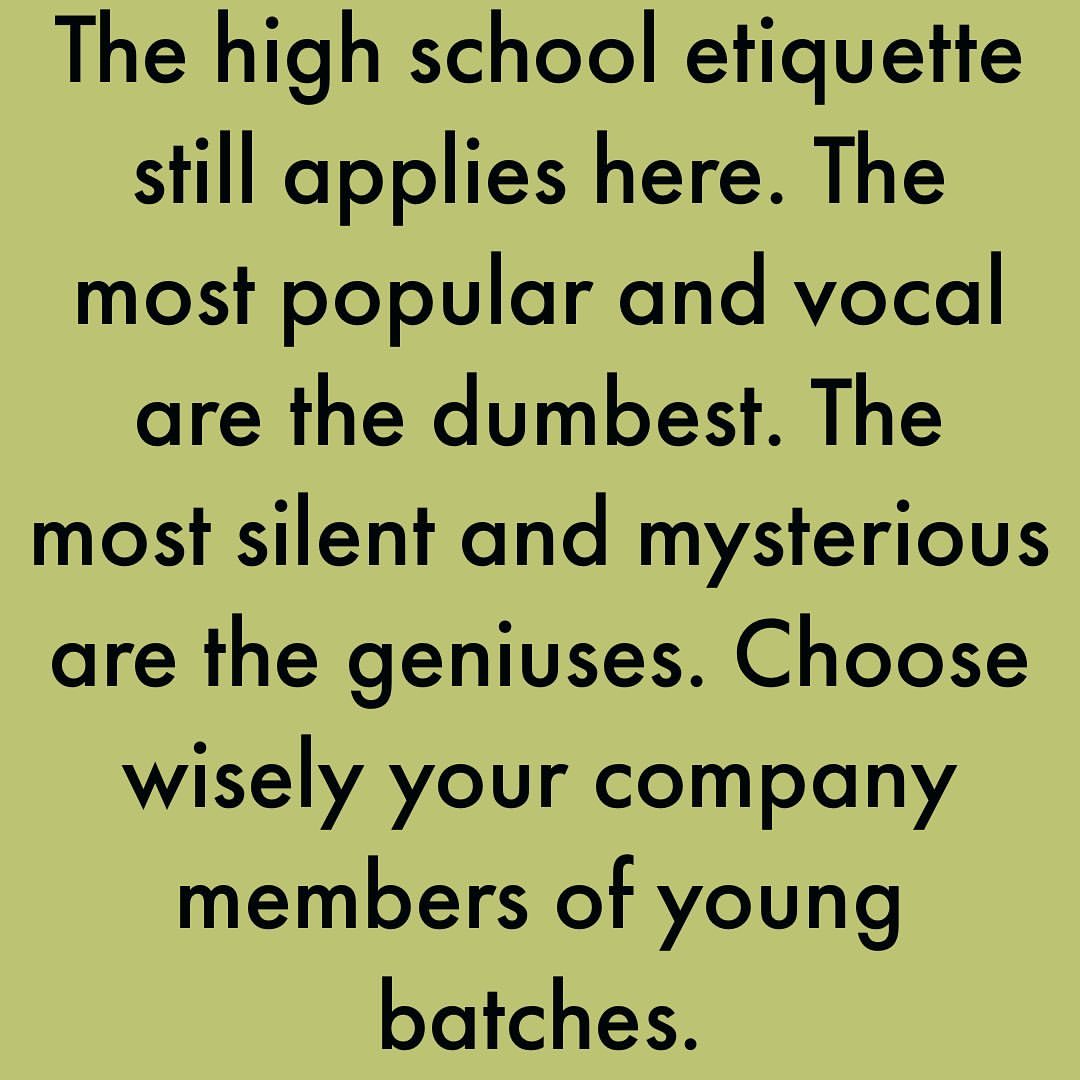 The high school etiquette
still applies here. The
most popular and vocal
are the dumbest. The
most silent and mysterious
are the geniuses. Choose
wisely your company
members of young
batches.